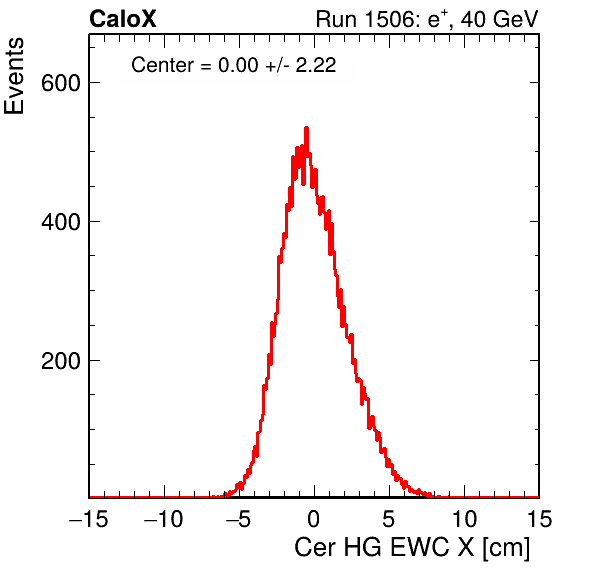 CaloX
Run 1506: e+, 40 GeV
Events
Center = 0.00 +/- 2.22
600
400
200
−15 −10 −5 0 5 10 15
Cer HG EWC X [cm]